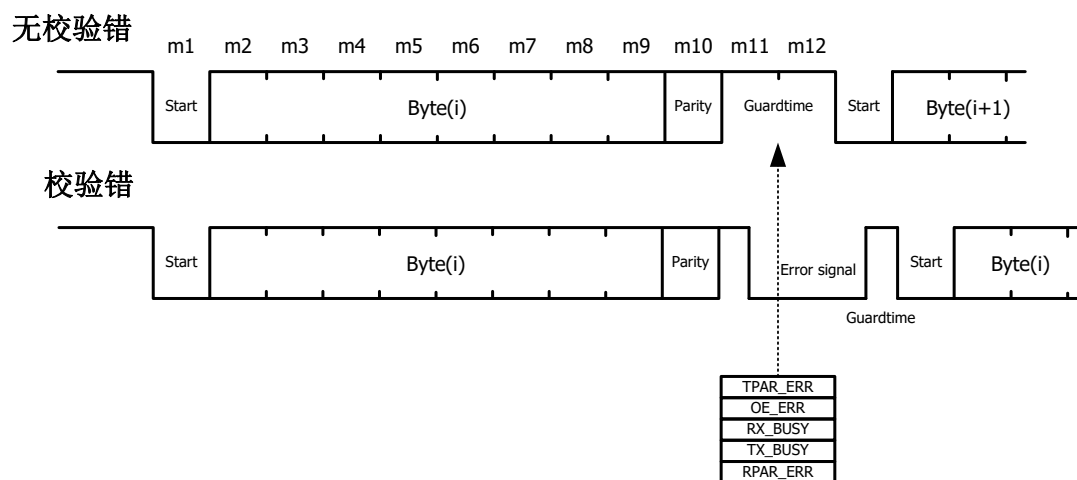 无校验错
m1 m2 m3 m4 m5 m6 m7 m8 m9 m10 m11 m12
Start Byte(i) Parity Guardtime Start Byte(i+1)
校验错
Start Byte(i) Parity Error signal Start Byte(i)
Guardtime
TPAR_ERR
OE_ERR
RX_BUSY
TX_BUSY
RPAR_ERR